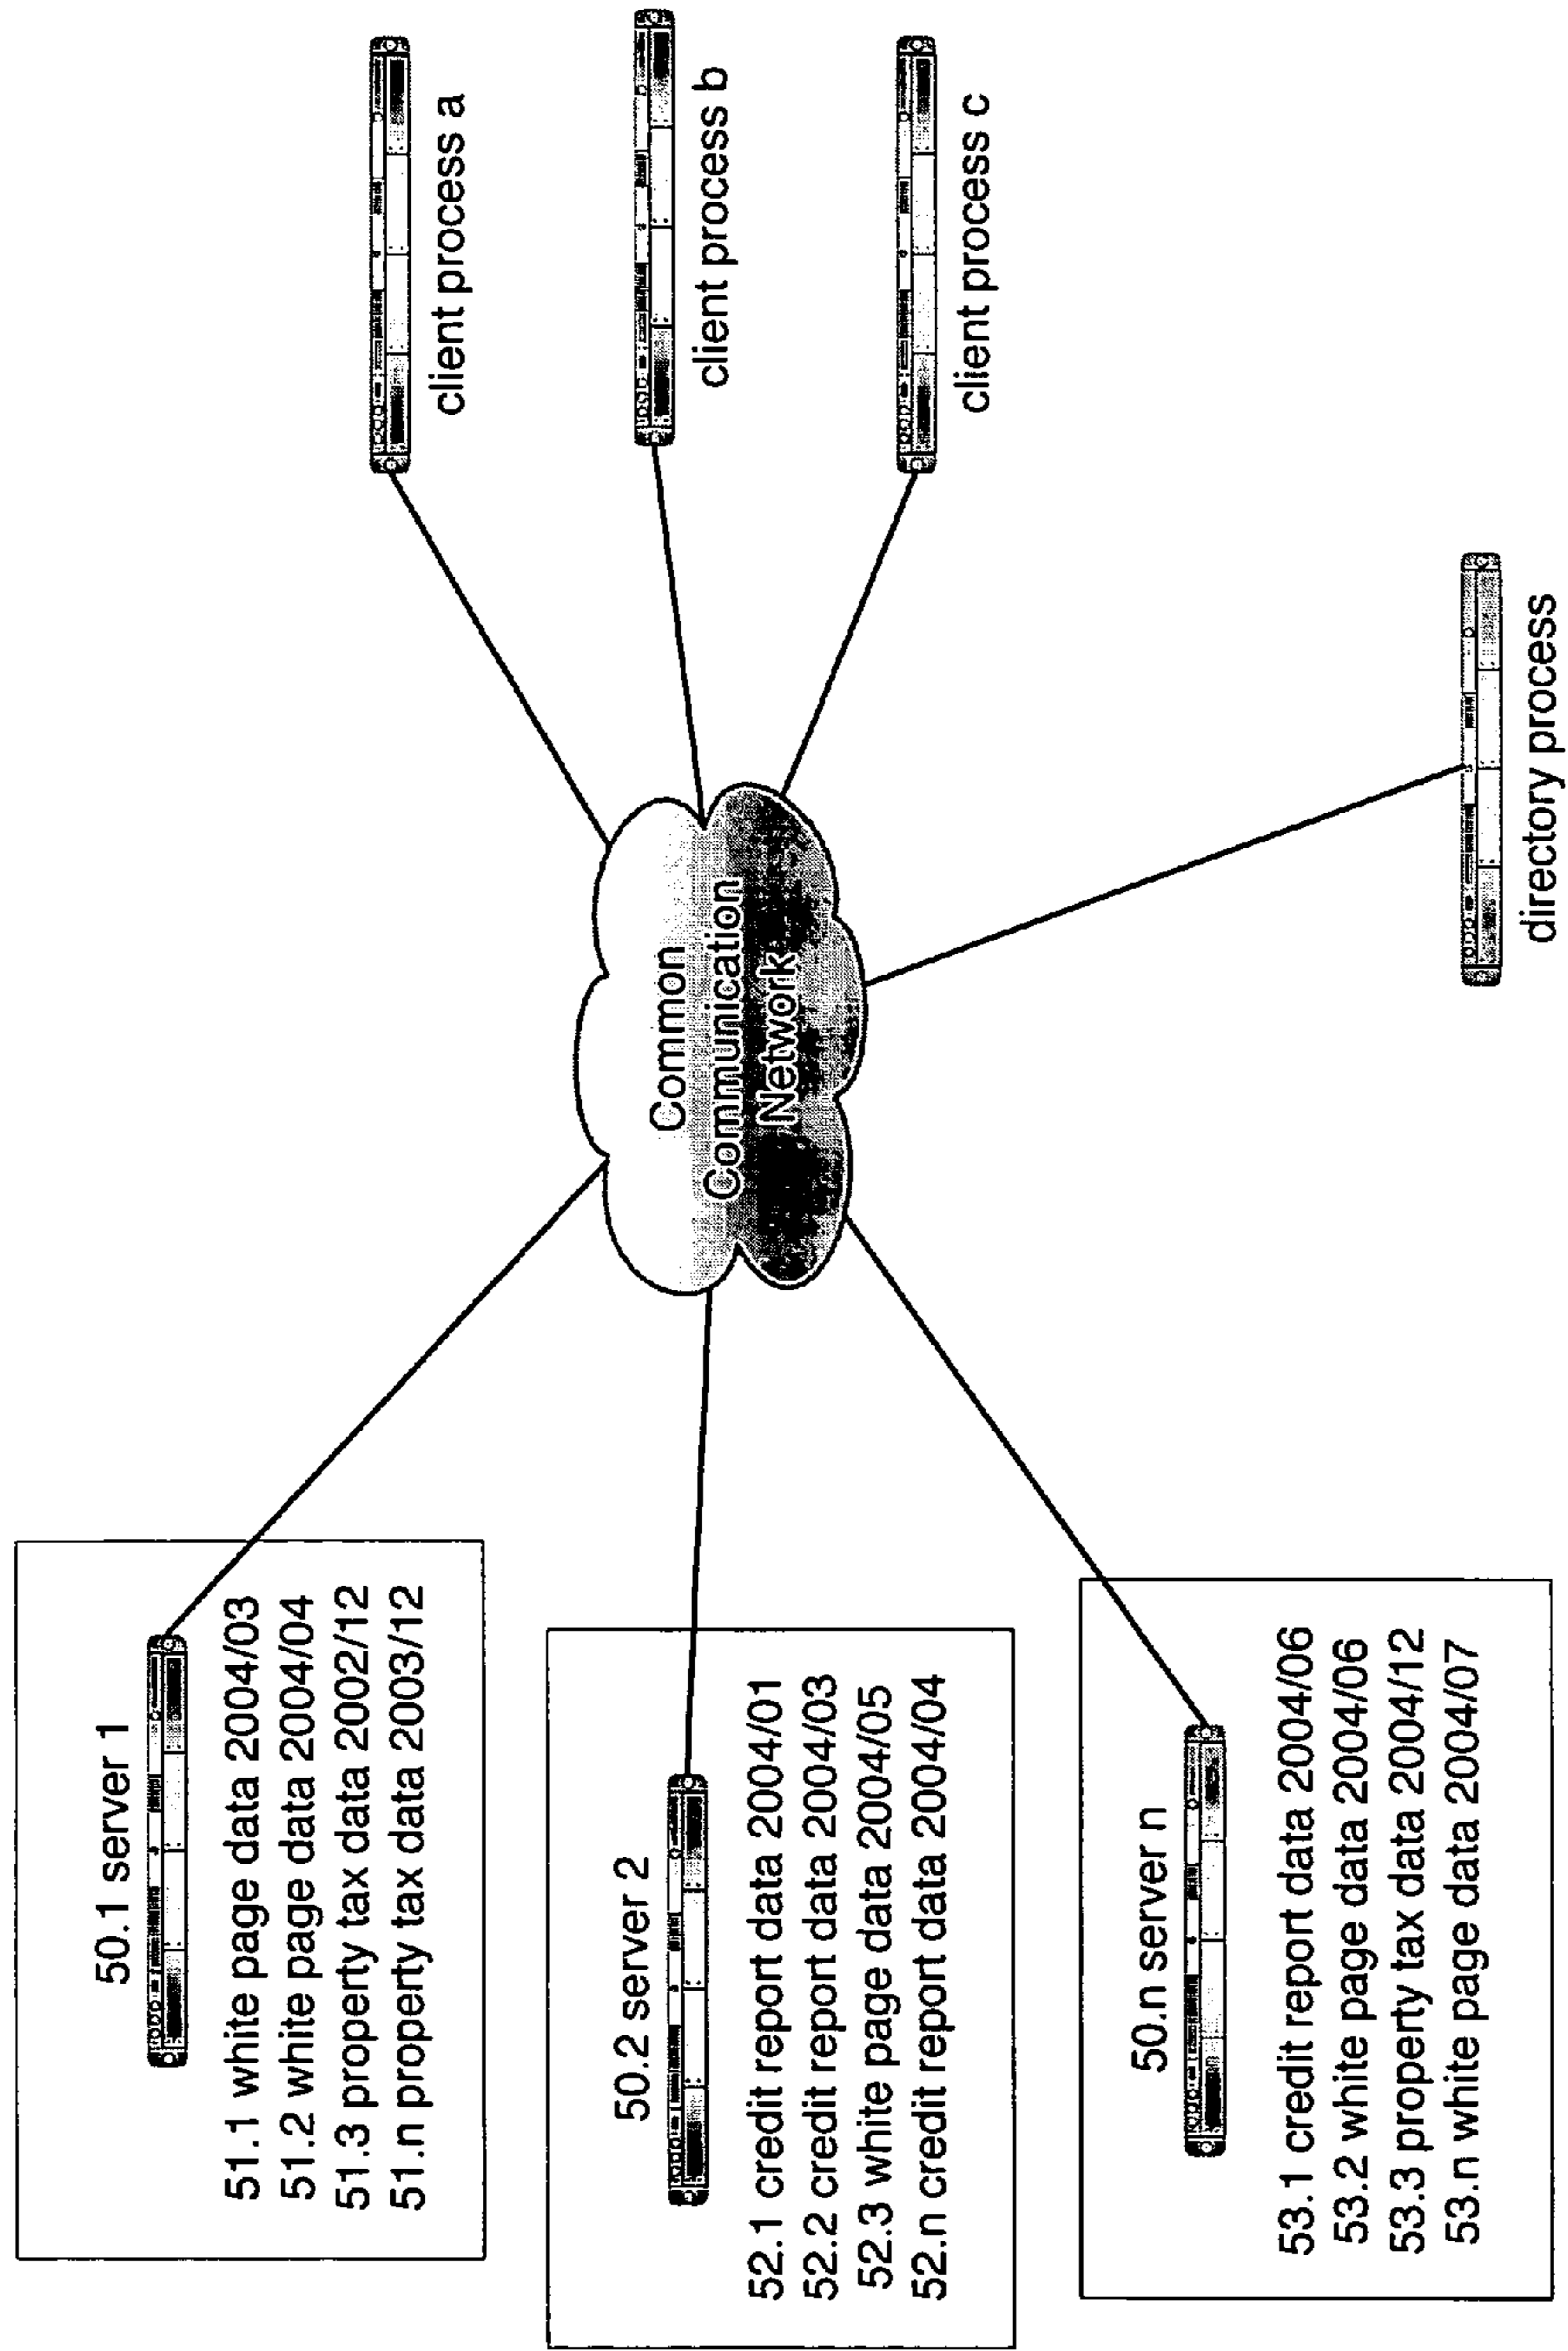 50.1 server 1
51.1 white page data 2004/03
51.2 white page data 2004/04
51.3 property tax data 2002/12
51.n property tax data 2003/12
50.2 server 2
52.1 credit report data 2004/01
52.2 credit report data 2004/03
52.3 white page data 2004/05
52.n credit report data 2004/04
50.n server n
53.1 credit report data 2004/06
53.2 white page data 2004/06
53.3 property tax data 2004/12
53.n white page data 2004/07
Common
Communication
Network
client process a
client process b
client process c
directory process